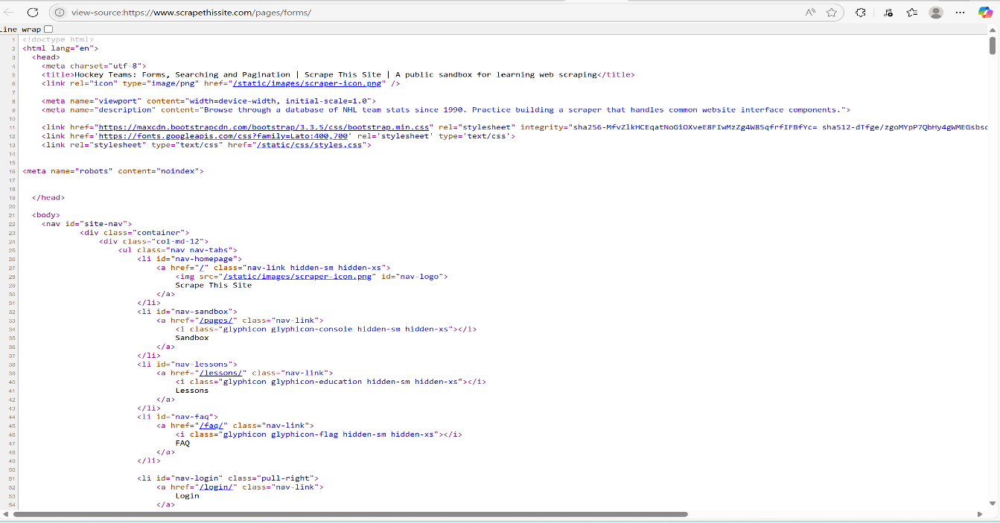 view-source:https://www.scrapethissite.com/pages/forms/
Line wrap
1 <!doctype html>
2 <html lang="en">
3 <head>
4 <meta charset="utf-8">
5 <title>Hockey Teams: Forms, Searching and Pagination | Scrape This Site | A public sandbox for learning web scraping</title>
6 <link rel="icon" type="image/png" href="/static/images/scraper-icon.png" />
7
8 <meta name="viewport" content="width=device-width, initial-scale=1.0">
9 <meta name="description" content="Browse through a database of NHL team stats since 1990. Practice building a scraper that handles common website interface components.">
10
11 <link href="https://maxcdn.bootstrapcdn.com/bootstrap/3.3.5/css/bootstrap.min.css" rel="stylesheet" integrity="sha256-MfvZlkHCEqatNoGiOXveE8FIwMzZg4W85qfrfIFBfYc= sha512-dTfge/zgoMYpP7QbHy4gWMEGsbsc
12 <link href='https://fonts.googleapis.com/css?family=Lato:400,700' rel='stylesheet' type='text/css'>
13 <link rel="stylesheet" type="text/css" href="/static/css/styles.css">
14
15
16 <meta name="robots" content="noindex">
17
18
19 </head>
20
21 <body>
22 <nav id="site-nav">
23 <div class="container">
24 <div class="col-md-12">
25 <ul class="nav nav-tabs">
26 <li id="nav-homepage">
27 <a href="/" class="nav-link hidden-sm hidden-xs">
28 <img src="/static/images/scraper-icon.png" id="nav-logo">
29 Scrape This Site
30 </a>
31 </li>
32 <li id="nav-sandbox">
33 <a href="/pages/" class="nav-link">
34 <i class="glyphicon glyphicon-console hidden-sm hidden-xs"></i>
35 Sandbox
36 </a>
37 </li>
38 <li id="nav-lessons">
39 <a href="/lessons/" class="nav-link">
40 <i class="glyphicon glyphicon-education hidden-sm hidden-xs"></i>
41 Lessons
42 </a>
43 </li>
44 <li id="nav-faq">
45 <a href="/faq/" class="nav-link">
46 <i class="glyphicon glyphicon-flag hidden-sm hidden-xs"></i>
47 FAQ
48 </a>
49 </li>
50
51 <li id="nav-login" class="pull-right">
52 <a href="/login/" class="nav-link">
53 Login
54 </a>